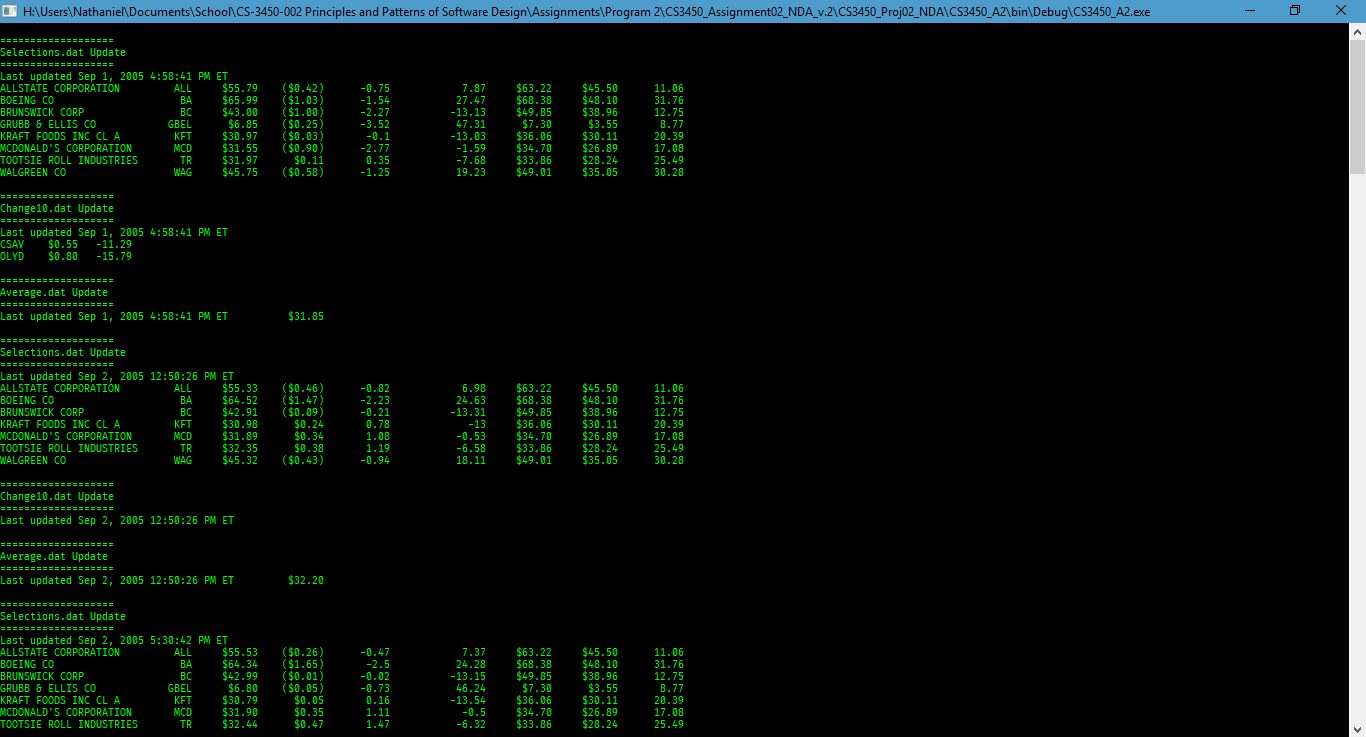 H:\Users\Nathaniel\Documents\School\CS-3450-002 Principles and Patterns of Software Design\Assignments\Program 2\CS3450_Assignment02_NDA_v.2\CS3450_Proj02_NDA\CS3450_A2\bin\Debug\CS3450_A2.exe
===================
Selections.dat Update
===================
Last updated Sep 1, 2005 4:58:41 PM ET
ALLSTATE CORPORATION ALL $55.79 ($0.42) -0.75 7.87 $63.22 $45.50 11.06
BOEING CO BA $65.99 ($1.03) -1.54 27.47 $68.38 $48.10 31.76
BRUNSWICK CORP BC $43.00 ($1.00) -2.27 -13.13 $49.85 $38.96 12.75
GRUBB & ELLIS CO GBEL $6.85 ($0.25) -3.52 47.31 $7.30 $3.55 8.77
KRAFT FOODS INC CL A KFT $30.97 ($0.03) -0.1 -13.03 $36.06 $30.11 20.39
MCDONALD'S CORPORATION MCD $31.55 ($0.90) -2.77 -1.59 $34.70 $26.89 17.08
TOOTSIE ROLL INDUSTRIES TR $31.97 $0.11 0.35 -7.68 $33.86 $28.24 25.49
WALGREEN CO WAG $45.75 ($0.58) -1.25 19.23 $49.01 $35.05 30.28
===================
Change10.dat Update
===================
Last updated Sep 1, 2005 4:58:41 PM ET
CSAV $0.55 -11.29
OLYD $0.80 -15.79
===================
Average.dat Update
===================
Last updated Sep 1, 2005 4:58:41 PM ET $31.85
===================
Selections.dat Update
===================
Last updated Sep 2, 2005 12:50:26 PM ET
ALLSTATE CORPORATION ALL $55.33 ($0.46) -0.82 6.98 $63.22 $45.50 11.06
BOEING CO BA $64.52 ($1.47) -2.23 24.63 $68.38 $48.10 31.76
BRUNSWICK CORP BC $42.91 ($0.09) -0.21 -13.31 $49.85 $38.96 12.75
KRAFT FOODS INC CL A KFT $30.98 $0.24 0.78 -13 $36.06 $30.11 20.39
MCDONALD'S CORPORATION MCD $31.89 $0.34 1.08 -0.53 $34.70 $26.89 17.08
TOOTSIE ROLL INDUSTRIES TR $32.35 $0.38 1.19 -6.58 $33.86 $28.24 25.49
WALGREEN CO WAG $45.32 ($0.43) -0.94 18.11 $49.01 $35.05 30.28
===================
Change10.dat Update
===================
Last updated Sep 2, 2005 12:50:26 PM ET
===================
Average.dat Update
===================
Last updated Sep 2, 2005 12:50:26 PM ET $32.20
===================
Selections.dat Update
===================
Last updated Sep 2, 2005 5:30:42 PM ET
ALLSTATE CORPORATION ALL $55.53 ($0.26) -0.47 7.37 $63.22 $45.50 11.06
BOEING CO BA $64.34 ($1.65) -2.5 24.28 $68.38 $48.10 31.76
BRUNSWICK CORP BC $42.99 ($0.01) -0.02 -13.15 $49.85 $38.96 12.75
GRUBB & ELLIS CO GBEL $6.80 ($0.05) -0.73 46.24 $7.30 $3.55 8.77
KRAFT FOODS INC CL A KFT $30.79 $0.05 0.16 -13.54 $36.06 $30.11 20.39
MCDONALD'S CORPORATION MCD $31.90 $0.35 1.11 -0.5 $34.70 $26.89 17.08
TOOTSIE ROLL INDUSTRIES TR $32.44 $0.47 1.47 -6.32 $33.86 $28.24 25.49